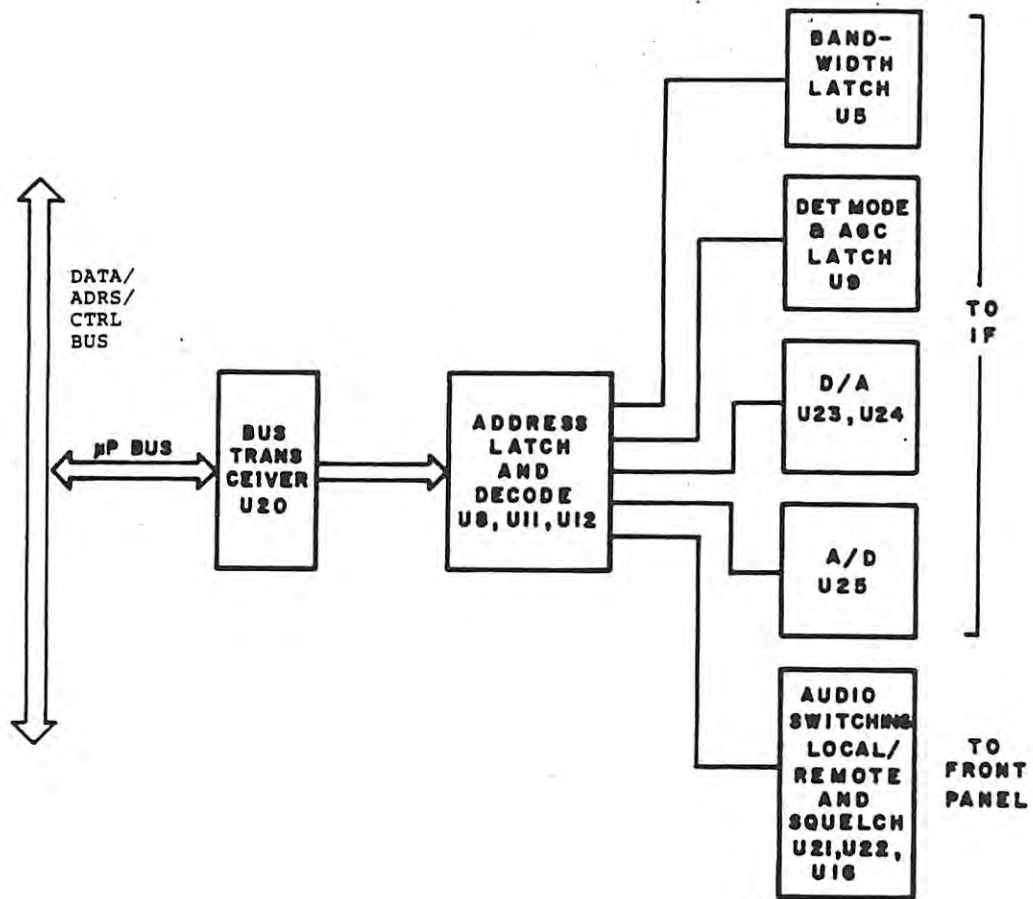 BAND-
WIDTH
LATCH
U5
DET MODE
& AGC
LATCH
U9
TO
IF
DATA/
ADRS/
CTRL
BUS
D/A
U23, U24
µP BUS
BUS
TRANS
CEIVER
U20
ADDRESS
LATCH
AND
DECODE
U8, U11, U12
A/D
U25
AUDIO
SWITCHING
LOCAL/
REMOTE
AND
SQUELCH
U21, U22,
U16
TO
FRONT
PANEL